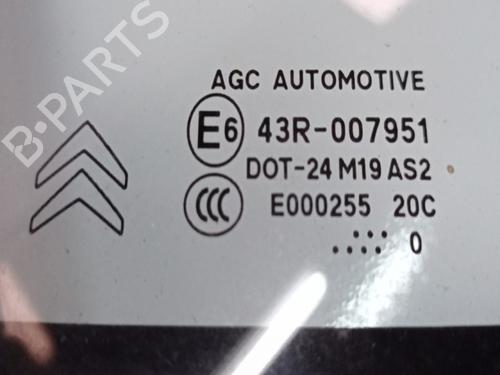 B-PARTS
AGC AUTOMOTIVE
E6 43R-007951
DOT-24 M19 AS2
CCC E000255 20C
..:::: 0